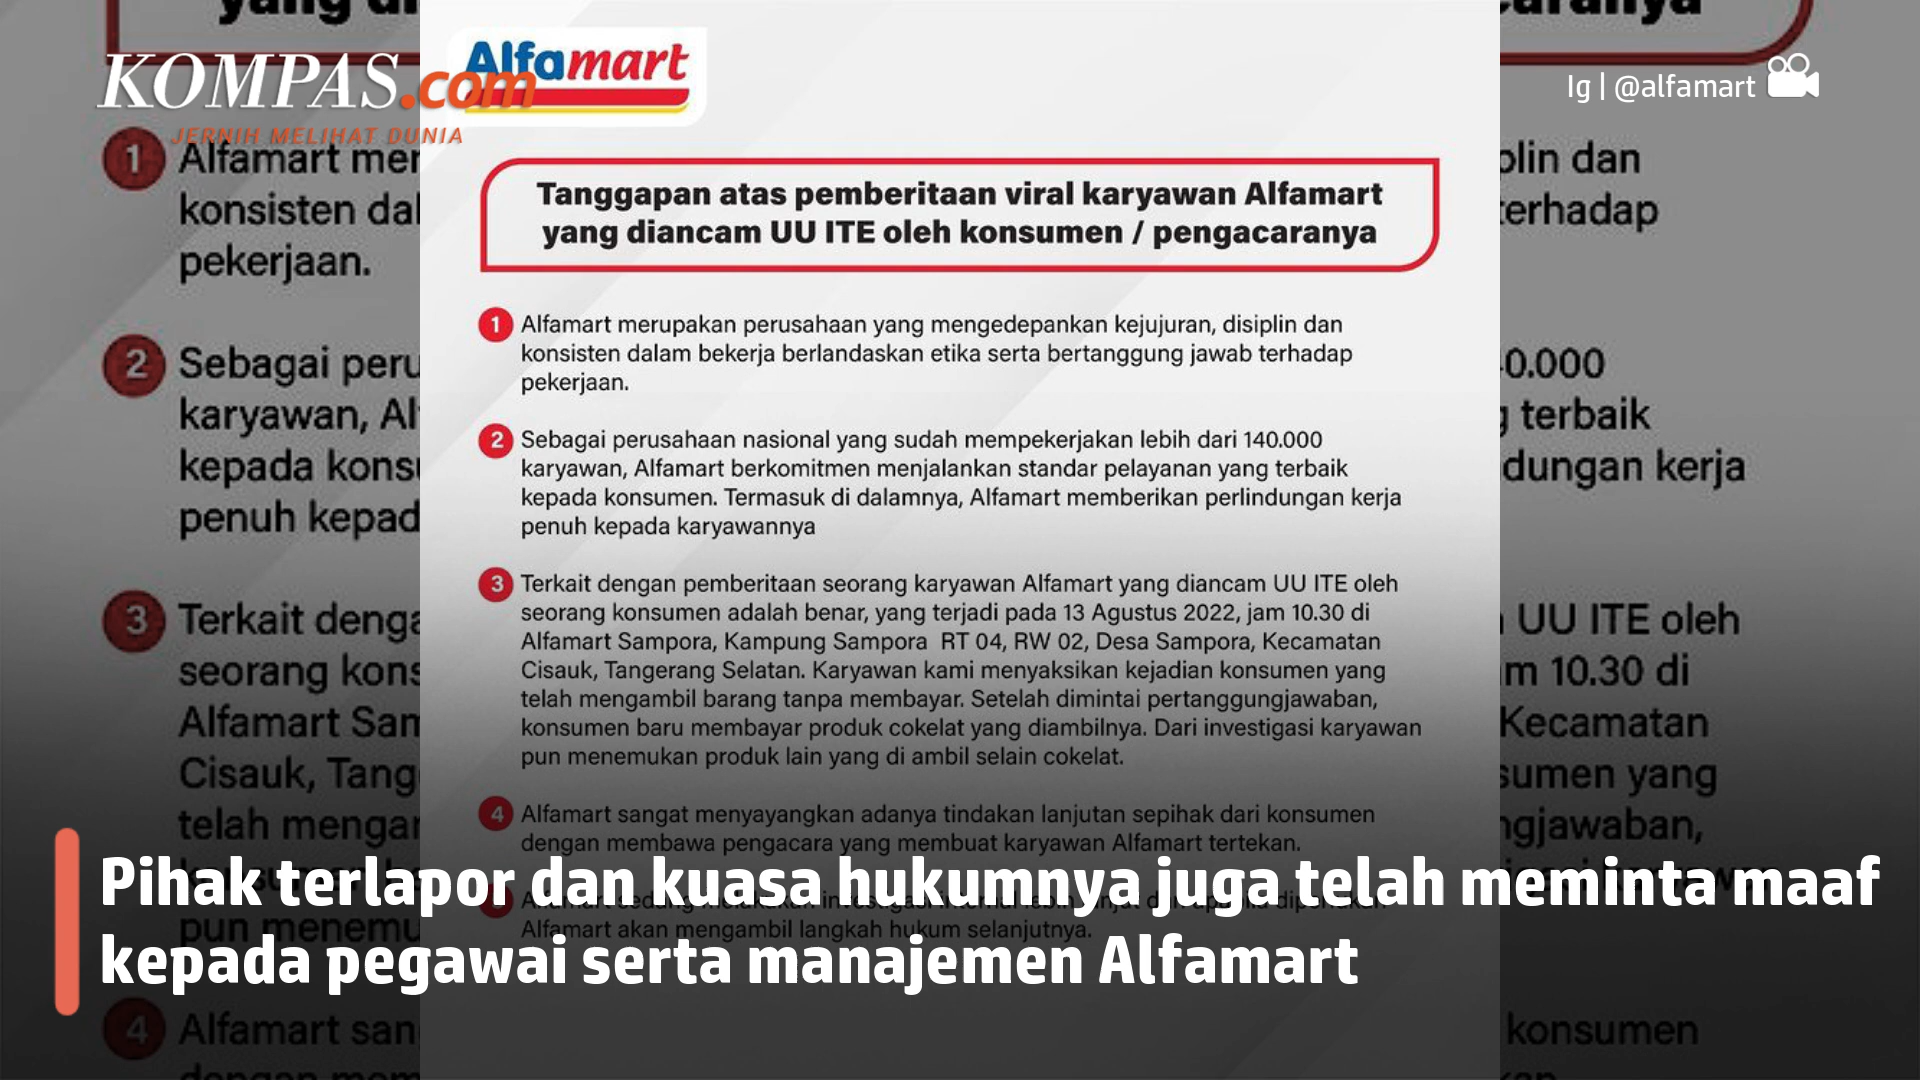 KOMPAS.com
JERNIH MELIHAT DUNIA
Alfamart
Ig | @alfamart
Tanggapan atas pemberitaan viral karyawan Alfamart
yang diancam UU ITE oleh konsumen / pengacaranya
1 Alfamart merupakan perusahaan yang mengedepankan kejujuran, disiplin dan
konsisten dalam bekerja berlandaskan etika serta bertanggung jawab terhadap
pekerjaan.
2 Sebagai perusahaan nasional yang sudah mempekerjakan lebih dari 140.000
karyawan, Alfamart berkomitmen menjalankan standar pelayanan yang terbaik
kepada konsumen. Termasuk di dalamnya, Alfamart memberikan perlindungan kerja
penuh kepada karyawannya
3 Terkait dengan pemberitaan seorang karyawan Alfamart yang diancam UU ITE oleh
seorang konsumen adalah benar, yang terjadi pada 13 Agustus 2022, jam 10.30 di
Alfamart Sampora, Kampung Sampora RT 04, RW 02, Desa Sampora, Kecamatan
Cisauk, Tangerang Selatan. Karyawan kami menyaksikan kejadian konsumen yang
telah mengambil barang tanpa membayar. Setelah dimintai pertanggungjawaban,
konsumen baru membayar produk cokelat yang diambilnya. Dari investigasi karyawan
pun menemukan produk lain yang di ambil selain cokelat.
4 Alfamart sangat menyayangkan adanya tindakan lanjutan sepihak dari konsumen
dengan membawa pengacara yang membuat karyawan Alfamart tertekan.
Alfamart akan mengambil langkah hukum selanjutnya.
Pihak terlapor dan kuasa hukumnya juga telah meminta maaf
kepada pegawai serta manajemen Alfamart